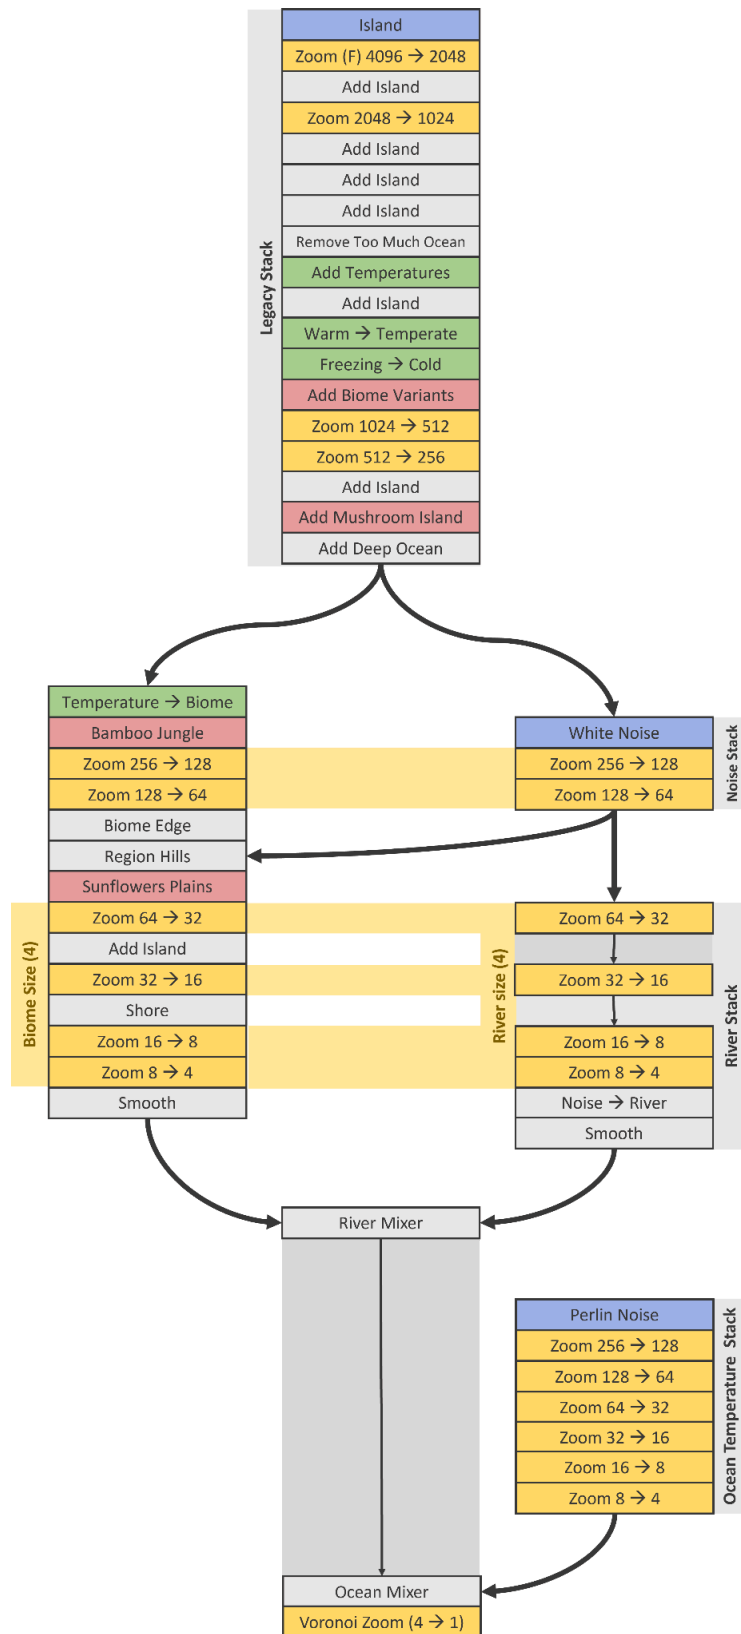 Legacy Stack
Island
Zoom (F) 4096 → 2048
Add Island
Zoom 2048 → 1024
Add Island
Add Island
Add Island
Remove Too Much Ocean
Add Temperatures
Add Island
Warm → Temperate
Freezing → Cold
Add Biome Variants
Zoom 1024 → 512
Zoom 512 → 256
Add Island
Add Mushroom Island
Add Deep Ocean
Temperature → Biome
Bamboo Jungle
Zoom 256 → 128
Zoom 128 → 64
Biome Edge
Region Hills
Sunflowers Plains
Biome Size (4)
Zoom 64 → 32
Add Island
Zoom 32 → 16
Shore
Zoom 16 → 8
Zoom 8 → 4
Smooth
White Noise
Zoom 256 → 128
Zoom 128 → 64
Noise Stack
River size (4)
Zoom 64 → 32
Zoom 32 → 16
Zoom 16 → 8
Zoom 8 → 4
Noise → River
Smooth
River Stack
River Mixer
Perlin Noise
Zoom 256 → 128
Zoom 128 → 64
Zoom 64 → 32
Zoom 32 → 16
Zoom 16 → 8
Zoom 8 → 4
Ocean Temperature Stack
Ocean Mixer
Voronoi Zoom (4 → 1)